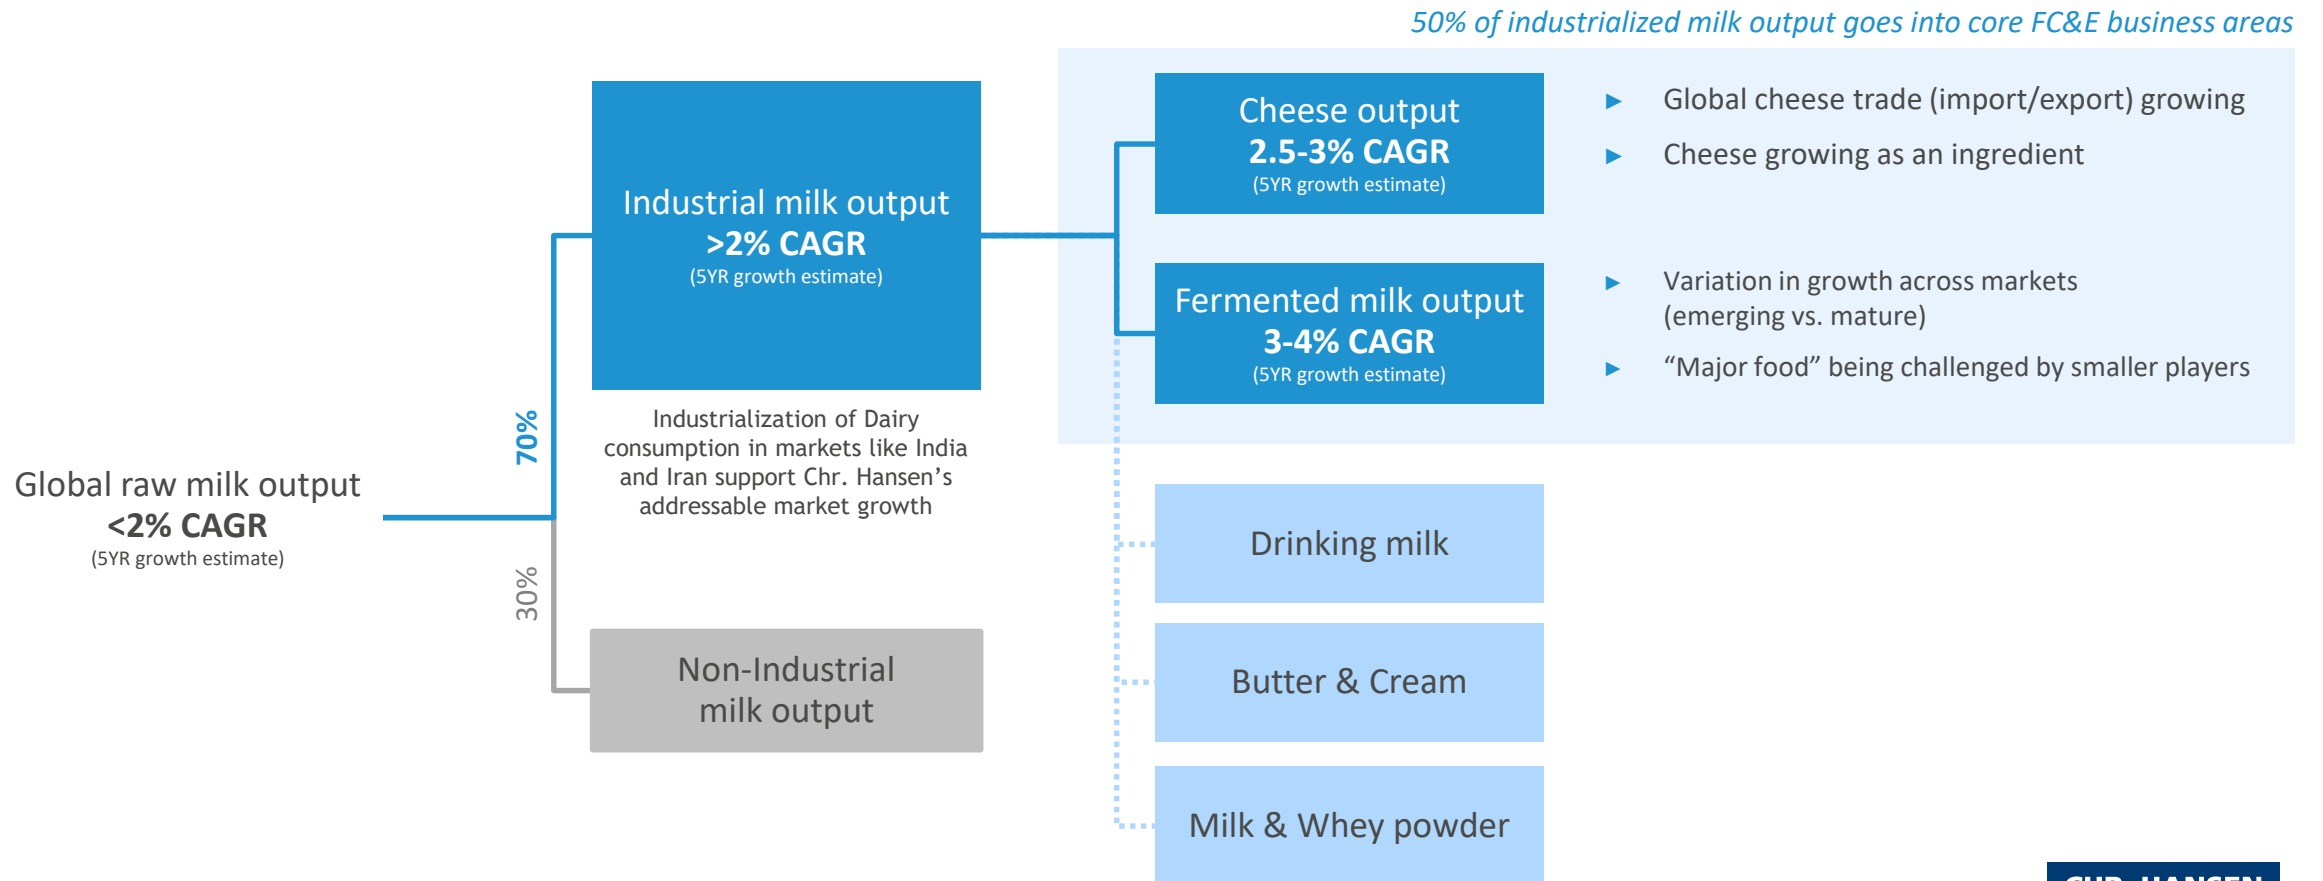 50% of industrialized milk output goes into core FC&E business areas
Global raw milk output
<2% CAGR
(5YR growth estimate)
70%
30%
Industrial milk output
>2% CAGR
(5YR growth estimate)
Industrialization of Dairy
consumption in markets like India
and Iran support Chr. Hansen's
addressable market growth
Non-Industrial
milk output
Cheese output
2.5-3% CAGR
(5YR growth estimate)
► Global cheese trade (import/export) growing
► Cheese growing as an ingredient
Fermented milk output
3-4% CAGR
(5YR growth estimate)
► Variation in growth across markets
(emerging vs. mature)
► “Major food” being challenged by smaller players
Drinking milk
Butter & Cream
Milk & Whey powder
CHR HANSEN